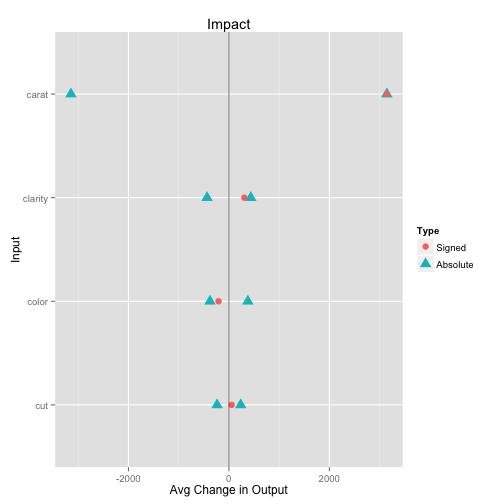 Impact
carat
clarity
color
cut
Input
-2000
0
2000
Avg Change in Output
Type
Signed
Absolute